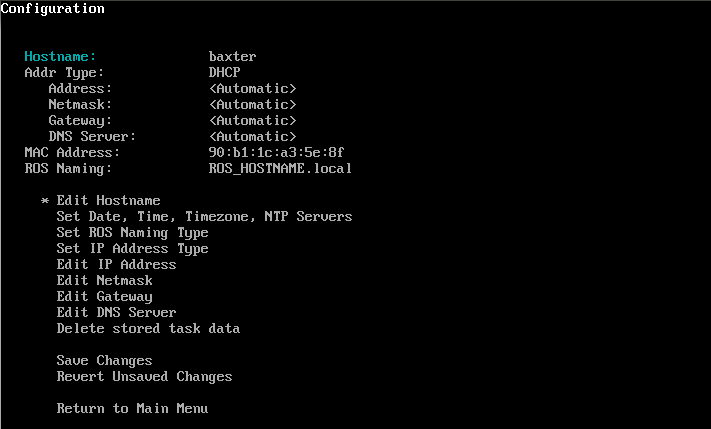 Configuration
Hostname: baxter
Addr Type: DHCP
Address: <Automatic>
Netmask: <Automatic>
Gateway: <Automatic>
DNS Server: <Automatic>
MAC Address: 90:b1:1c:a3:5e:8f
ROS Naming: ROS_HOSTNAME.local
* Edit Hostname
Set Date, Time, Timezone, NTP Servers
Set ROS Naming Type
Set IP Address Type
Edit IP Address
Edit Netmask
Edit Gateway
Edit DNS Server
Delete stored task data
Save Changes
Revert Unsaved Changes
Return to Main Menu